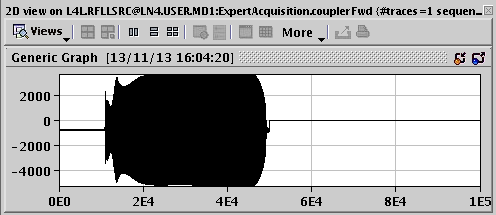 2D view on L4LRFLLSRC@LN4.USER.MD1:ExpertAcquisition.couplerFwd (#traces =1 sequen.
Views
More
Generic Graph [13/11/13 16:04:20]
2000
0
-2000
-4000
0E0 2E4 4E4 6E4 8E4 1E5